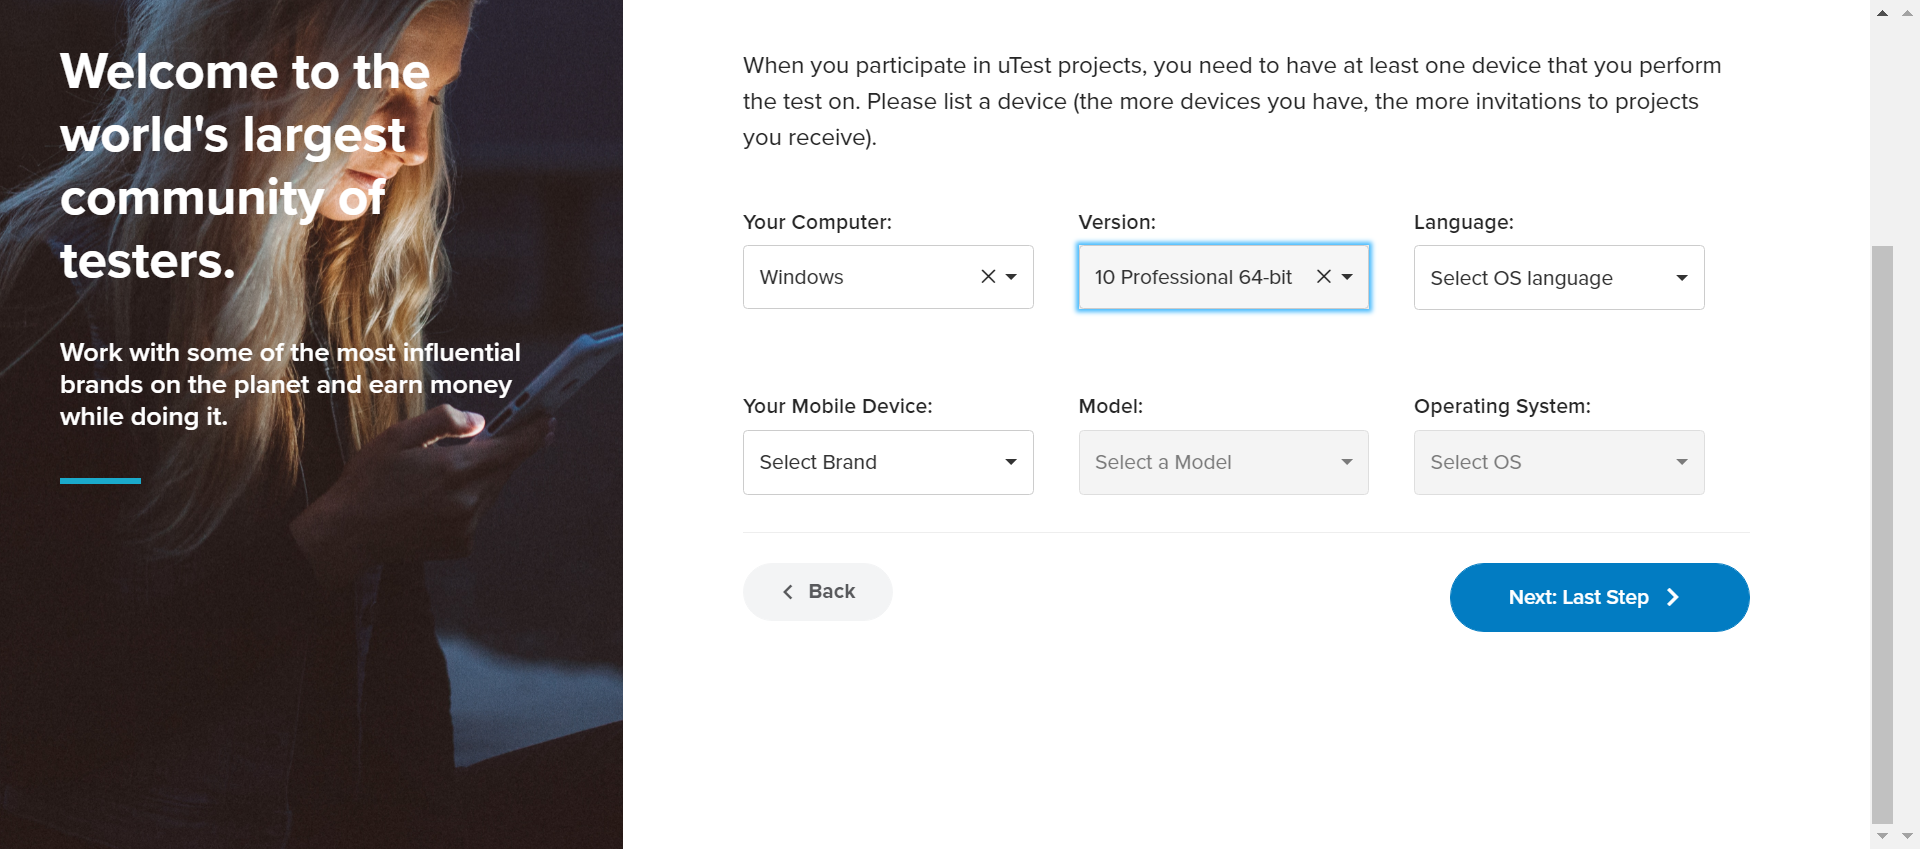 Welcome to the
world's largest
community of
testers.
Work with some of the most influential
brands on the planet and earn money
while doing it.
When you participate in uTest projects, you need to have at least one device that you perform
the test on. Please list a device (the more devices you have, the more invitations to projects
you receive).
Your Computer: Version: Language:
Windows 10 Professional 64-bit Select OS language
Your Mobile Device: Model: Operating System:
Select Brand Select a Model Select OS
Back Next: Last Step